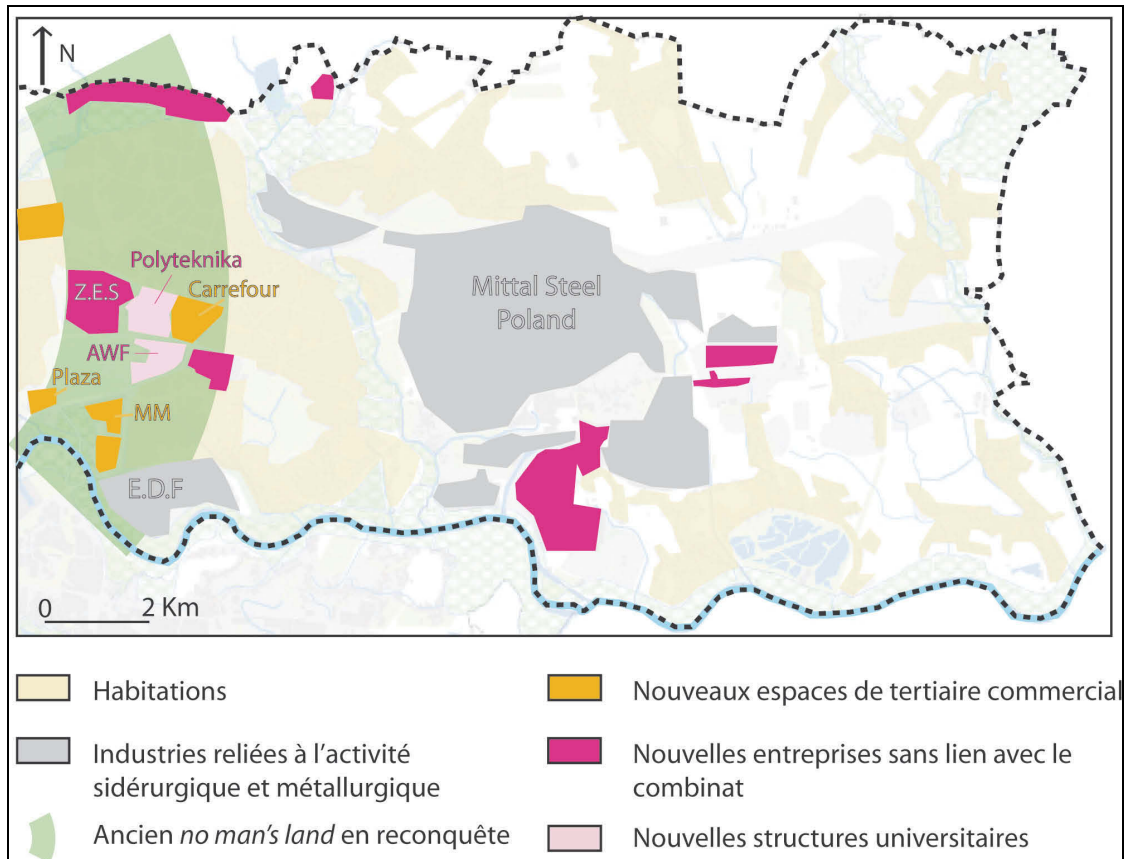 N
Polyteknika
Z.E.S
Carrefour
Mittal Steel
Poland
AWF
Plaza
MM
E.D.F
0 2 Km
Habitations
Industries reliées à l'activité
sidérurgique et métallurgique
Ancien no man's land en reconquête
Nouveaux espaces de tertiaire commercial
Nouvelles entreprises sans lien avec le
combinat
Nouvelles structures universitaires